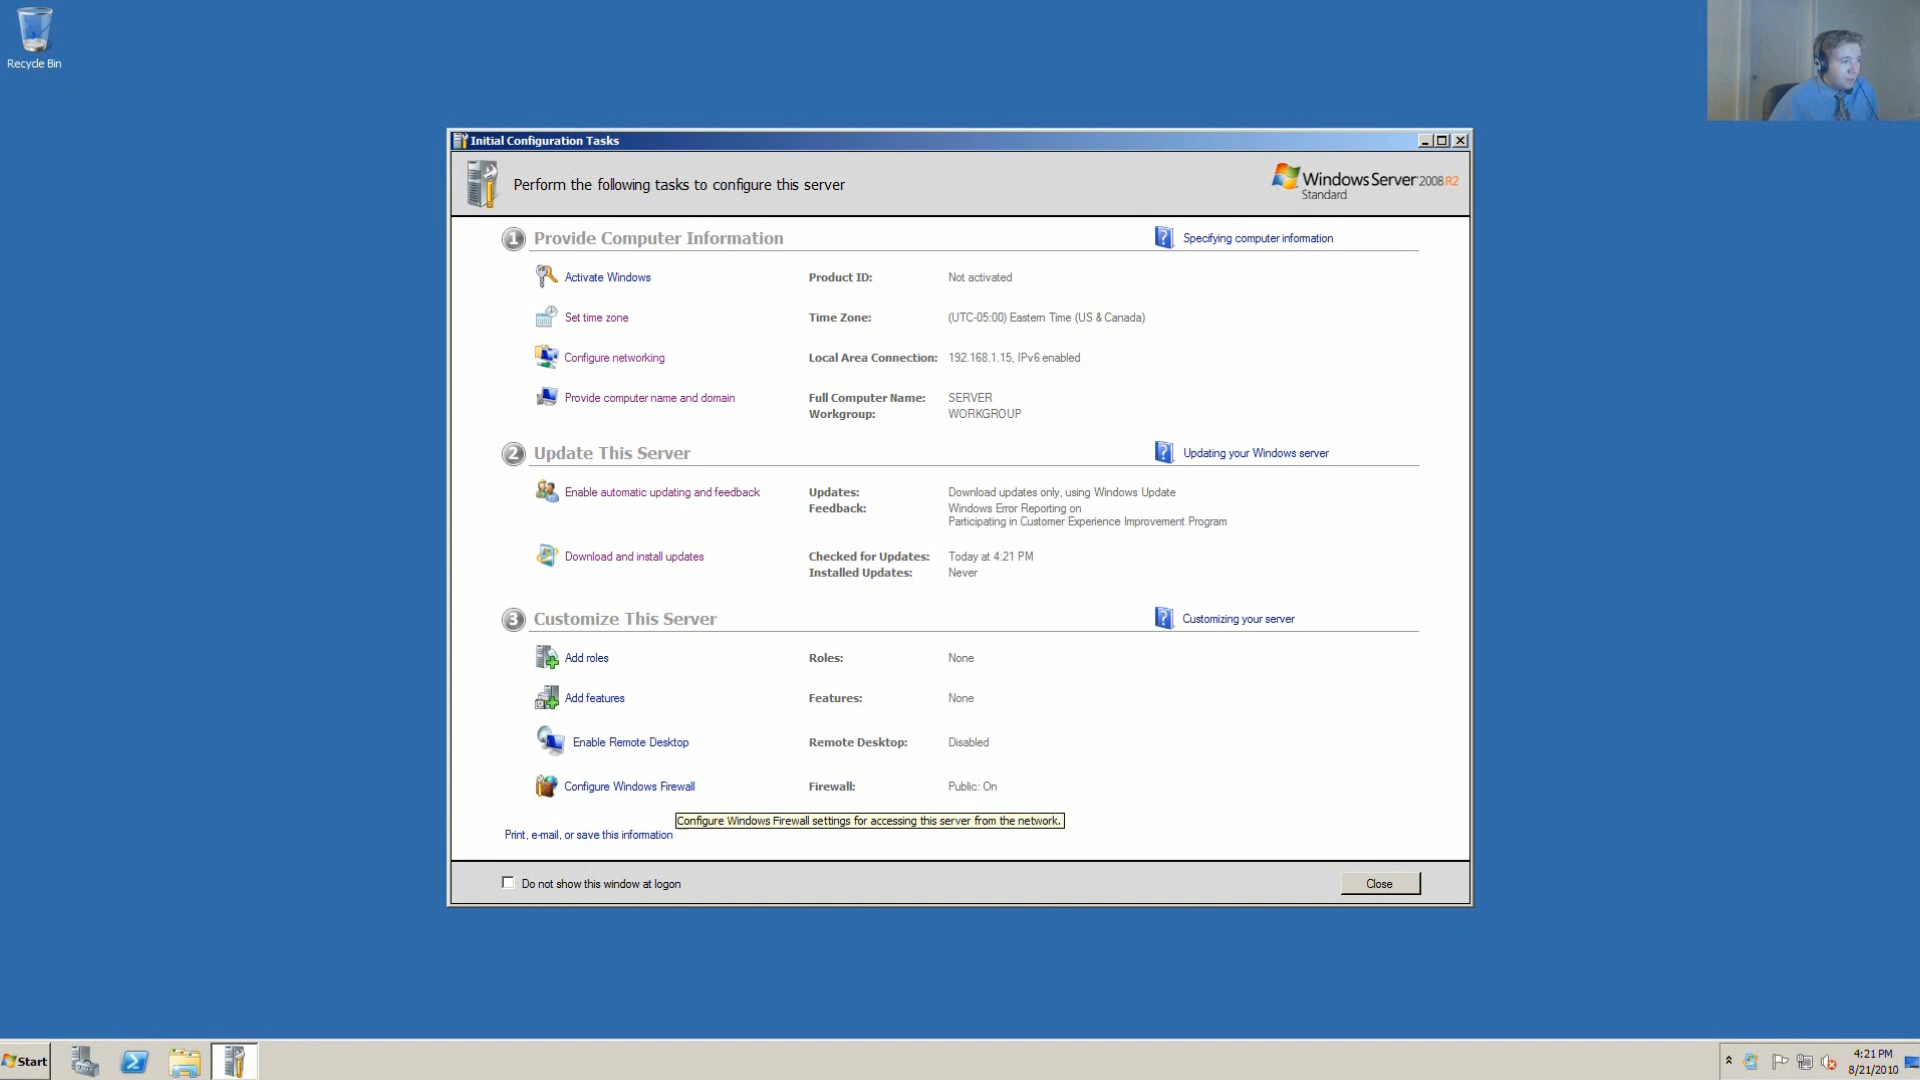 Recycle Bin
Initial Configuration Tasks
Perform the following tasks to configure this server
Windows Server 2008 R2
Standard
1 Provide Computer Information
Specifying computer information
Activate Windows Product ID: Not activated
Set time zone Time Zone: (UTC-05:00) Eastern Time (US & Canada)
Configure networking Local Area Connection: 192.168.1.15, IPv6 enabled
Provide computer name and domain Full Computer Name: SERVER
Workgroup: WORKGROUP
2 Update This Server
Updating your Windows server
Enable automatic updating and feedback Updates: Download updates only, using Windows Update
Feedback: Windows Error Reporting on
Participating in Customer Experience Improvement Program
Download and install updates Checked for Updates: Today at 4:21 PM
Installed Updates: Never
3 Customize This Server
Customizing your server
Add roles Roles: None
Add features Features: None
Enable Remote Desktop Remote Desktop: Disabled
Configure Windows Firewall Firewall: Public: On
Configure Windows Firewall settings for accessing this server from the network.
Print, e-mail, or save this information
Do not show this window at logon
Close
Start
4:21 PM
8/21/2010